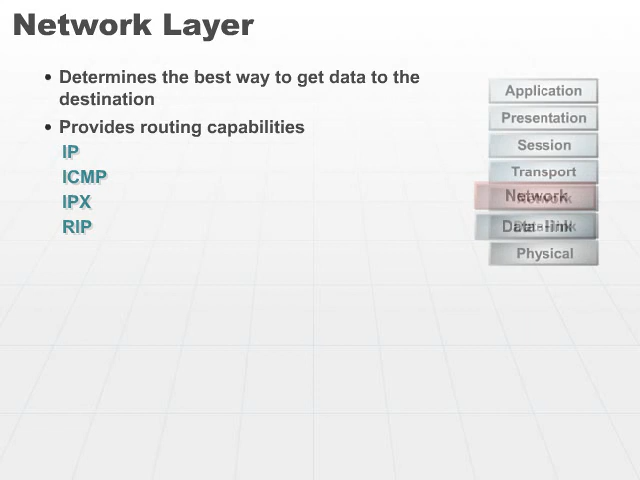 Network Layer
• Determines the best way to get data to the
destination
• Provides routing capabilities
IP
ICMP
IPX
RIP
Application
Presentation
Session
Transport
Network
Data-link
Physical